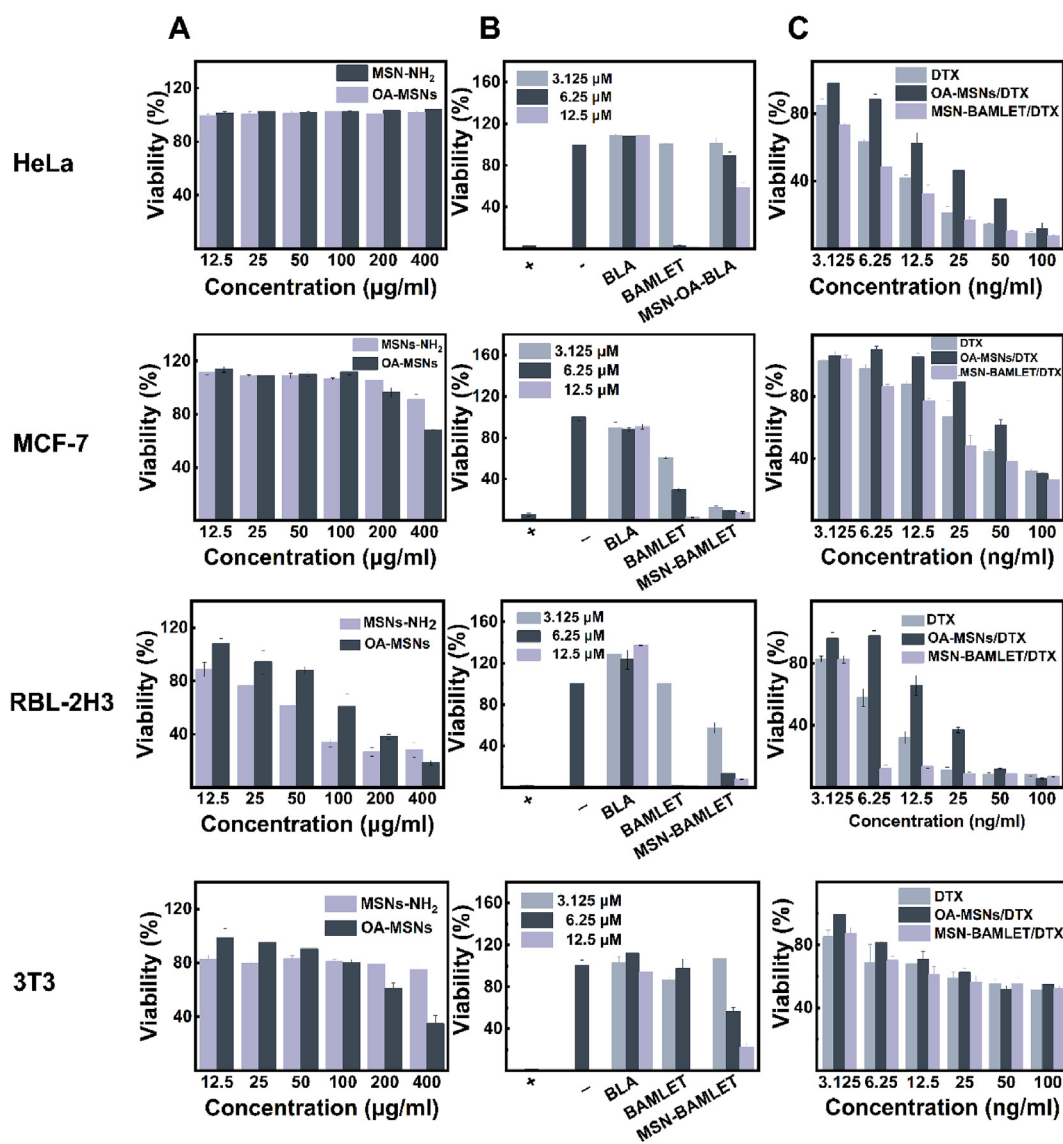 A B C
HeLa
Viability (%)
120
80
40
MSN-NH₂
OA-MSNs
12.5 25 50 100 200 400
Concentration (µg/ml)
Viability (%)
160
120
80
40
3.125 µM
6.25 µM
12.5 µM
+ - BLA BAMLET MSN-OA-BLA
Viability (%)
80
40
DTX
OA-MSNs/DTX
MSN-BAMLET/DTX
3.125 6.25 12.5 25 50 100
Concentration (ng/ml)
MCF-7
Viability (%)
120
80
40
MSNs-NH₂
OA-MSNs
12.5 25 50 100 200 400
Concentration (µg/ml)
Viability (%)
160
120
80
40
3.125 µM
6.25 µM
12.5 µM
+ – BLA BAMLET MSN-BAMLET
Viability (%)
80
40
DTX
OA-MSNs/DTX
MSN-BAMLET/DTX
3.125 6.25 12.5 25 50 100
Concentration (ng/ml)
RBL-2H3
Viability (%)
120
80
40
MSNs-NH₂
OA-MSNs
12.5 25 50 100 200 400
Concentration (µg/ml)
Viability (%)
160
120
80
40
3.125 µM
6.25 µM
12.5 µM
+ – BLA BAMLET MSN-BAMLET
Viability (%)
80
40
DTX
OA-MSNs/DTX
MSN-BAMLET/DTX
3.125 6.25 12.5 25 50 100
Concentration (ng/ml)
3T3
Viability (%)
120
80
40
MSNs-NH₂
OA-MSNs
12.5 25 50 100 200 400
Concentration (µg/ml)
Viability (%)
160
120
80
40
3.125 µM
6.25 µM
12.5 µM
+ – BLA BAMLET MSN-BAMLET
Viability (%)
80
40
DTX
OA-MSNs/DTX
MSN-BAMLET/DTX
3.125 6.25 12.5 25 50 100
Concentration (ng/ml)